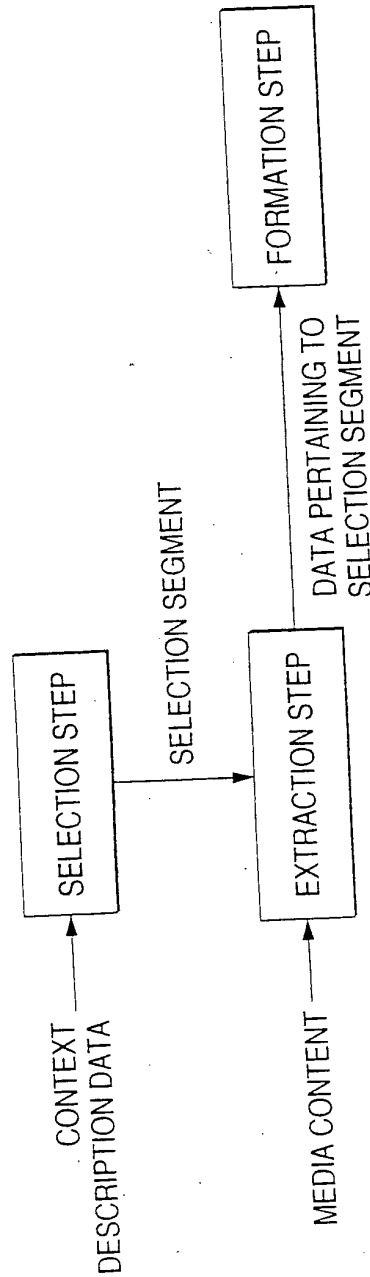 CONTEXT
DESCRIPTION DATA
SELECTION STEP
SELECTION SEGMENT
MEDIA CONTENT
EXTRACTION STEP
DATA PERTAINING TO
SELECTION SEGMENT
FORMATION STEP